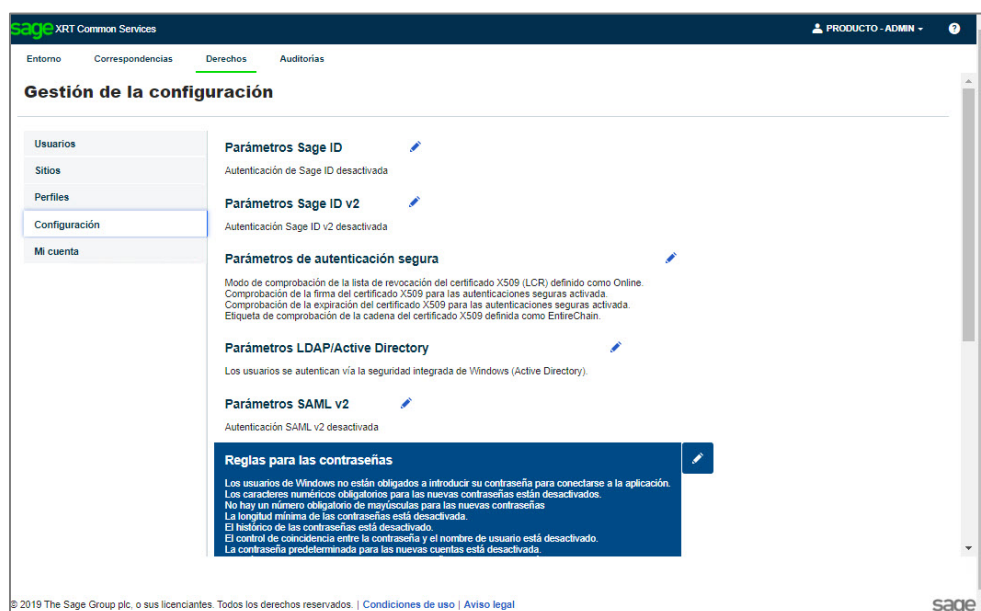 sage XRT Common Services
PRODUCTO - ADMIN
?
Entorno Correspondencias Derechos Auditorias
Gestión de la configuración
Usuarios
Sitios
Perfiles
Configuración
Mi cuenta
Parámetros Sage ID
Autenticación de Sage ID desactivada
Parámetros Sage ID v2
Autenticación Sage ID v2 desactivada
Parámetros de autenticación segura
Modo de comprobación de la lista de revocación del certificado X509 (LCR) definido como Online.
Comprobación de la firma del certificado X509 para las autenticaciones seguras activada.
Comprobación de la expiración del certificado X509 para las autenticaciones seguras activada.
Etiqueta de comprobación de la cadena del certificado X509 definida como EntireChain.
Parámetros LDAP/Active Directory
Los usuarios se autentican vía la seguridad integrada de Windows (Active Directory).
Parámetros SAML v2
Autenticación SAML v2 desactivada
Reglas para las contraseñas
Los usuarios de Windows no están obligados a introducir su contraseña para conectarse a la aplicación.
Los caracteres numéricos obligatorios para las nuevas contraseñas están desactivados.
No hay un número obligatorio de mayúsculas para las nuevas contraseñas
La longitud mínima de las contraseñas está desactivada.
El histórico de las contraseñas está desactivado.
El control de coincidencia entre la contraseña y el nombre de usuario está desactivado.
La contraseña predeterminada para las nuevas cuentas está desactivada.
© 2019 The Sage Group plc, o sus licenciantes. Todos los derechos reservados. | Condiciones de uso | Aviso legal
sage